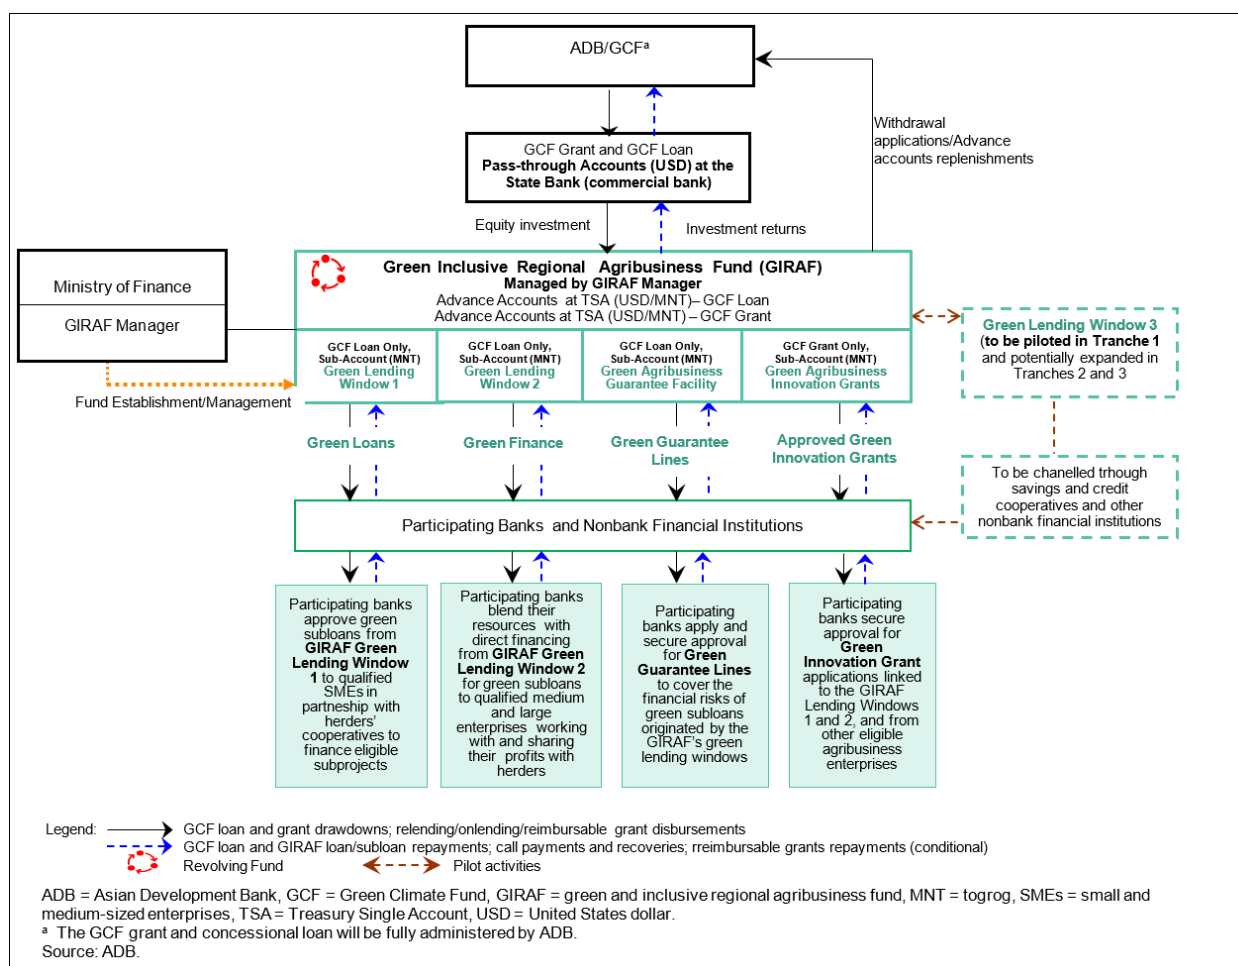 ADB/GCFª
Withdrawal
applications/Advance
accounts replenishments
GCF Grant and GCF Loan
Pass-through Accounts (USD) at the
State Bank (commercial bank)
Equity investment
Investment returns
Ministry of Finance
GIRAF Manager
Green Inclusive Regional Agribusiness Fund (GIRAF)
Managed by GIRAF Manager
Advance Accounts at TSA (USD/MNT)– GCF Loan
Advance Accounts at TSA (USD/MNT) – GCF Grant
GCF Loan Only,
Sub-Account (MNT)
Green Lending
Window 1
GCF Loan Only,
Sub-Account (MNT)
Green Lending
Window 2
GCF Loan Only,
Sub-Account (MNT)
Green Agribusiness
Guarantee Facility
GCF Grant Only,
Sub-Account (MNT)
Green Agribusiness
Innovation Grants
Green Lending Window 3
(to be piloted in Tranche 1
and potentially expanded in
Tranches 2 and 3
Fund Establishment/Management
Green Loans
Green Finance
Green Guarantee
Lines
Approved Green
Innovation Grants
To be chanelled trhough
savings and credit
cooperatives and other
nonbank financial institutions
Participating Banks and Nonbank Financial Institutions
Participating banks
approve green
subloans from
GIRAF Green
Lending Window
1 to qualified
SMEs in
partneship with
herders'
cooperatives to
finance eligible
subprojects
Participating banks
blend their
resources with
direct financing
from GIRAF Green
Lending Window 2
for green subloans
to qualified medium
and large
enterprises working
with and sharing
their profits with
herders
Participating
banks apply and
secure approval
for Green
Guarantee Lines
to cover the
financial risks of
green subloans
originated by the
GIRAF's green
lending windows
Participating
banks secure
approval for
Green
Innovation Grant
applications linked
to the GIRAF
Lending Windows
1 and 2, and from
other eligible
agribusiness
enterprises
Legend:
GCF loan and grant drawdowns; relending/onlending/reimbursable grant disbursements
GCF loan and GIRAF loan/subloan repayments; call payments and recoveries; rreimbursable grants repayments (conditional)
Revolving Fund
Pilot activities
ADB = Asian Development Bank, GCF = Green Climate Fund, GIRAF = green and inclusive regional agribusiness fund, MNT = togrog, SMEs = small and
medium-sized enterprises, TSA = Treasury Single Account, USD = United States dollar.
ª The GCF grant and concessional loan will be fully administered by ADB.
Source: ADB.